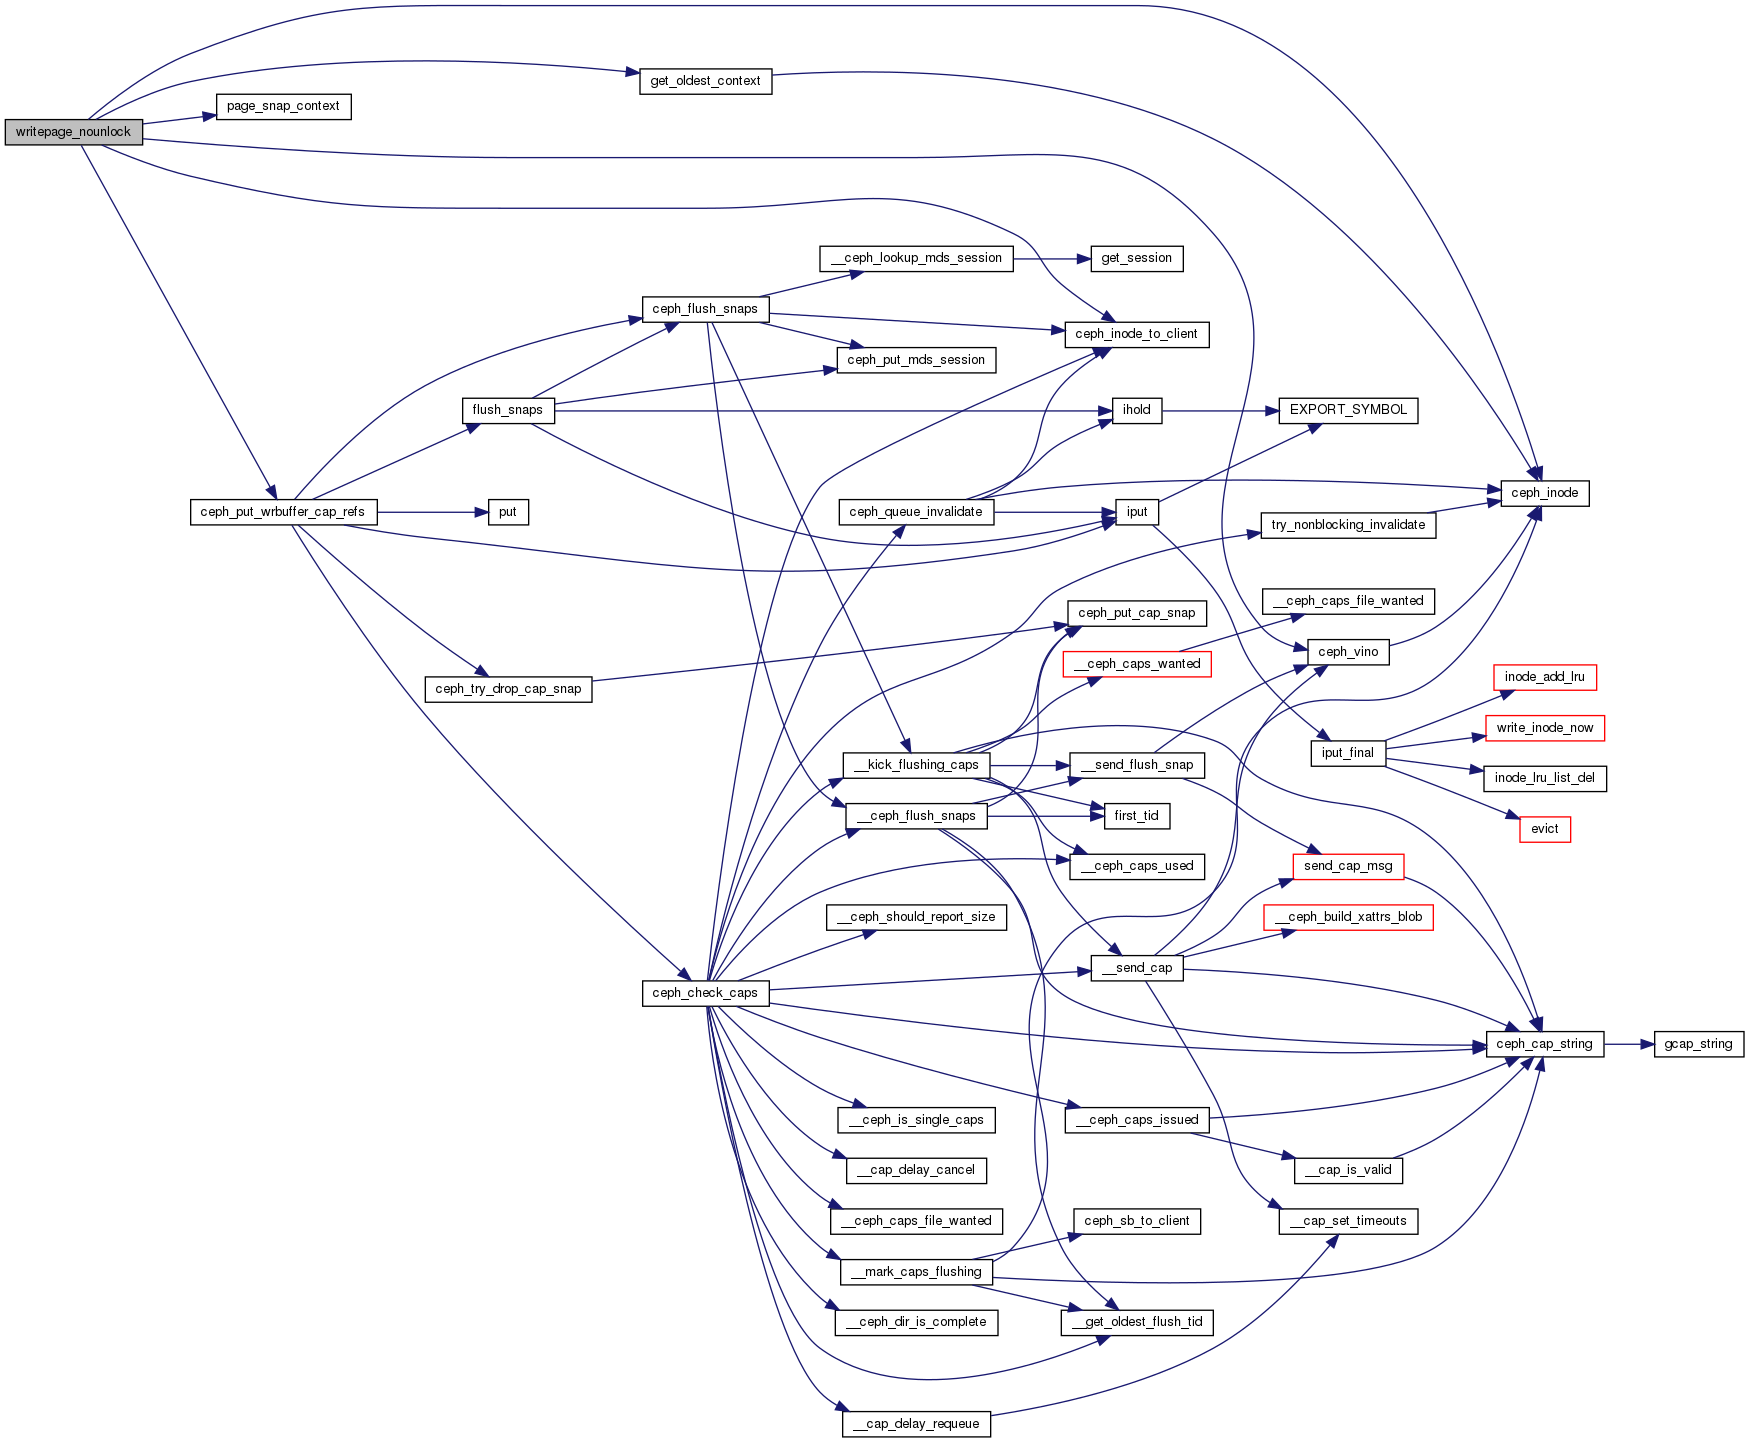 writepage_nounlock
page_snap_context
get_oldest_context
__ceph_lookup_mds_session
get_session
ceph_flush_snaps
ceph_inode_to_client
ceph_put_mds_session
flush_snaps
ihold
EXPORT_SYMBOL
ceph_inode
ceph_put_wrbuffer_cap_refs
put
ceph_queue_invalidate
iput
try_nonblocking_invalidate
__ceph_caps_file_wanted
ceph_put_cap_snap
ceph_vino
__ceph_caps_wanted
inode_add_lru
ceph_try_drop_cap_snap
write_inode_now
iput_final
__kick_flushing_caps
__send_flush_snap
inode_lru_list_del
__ceph_flush_snaps
first_tid
evict
__ceph_caps_used
send_cap_msg
__ceph_should_report_size
__ceph_build_xattrs_blob
__send_cap
ceph_check_caps
ceph_cap_string
gcap_string
__ceph_is_single_caps
__ceph_caps_issued
__cap_delay_cancel
__cap_is_valid
__ceph_caps_file_wanted
ceph_sb_to_client
__cap_set_timeouts
__mark_caps_flushing
__ceph_dir_is_complete
__get_oldest_flush_tid
__cap_delay_requeue